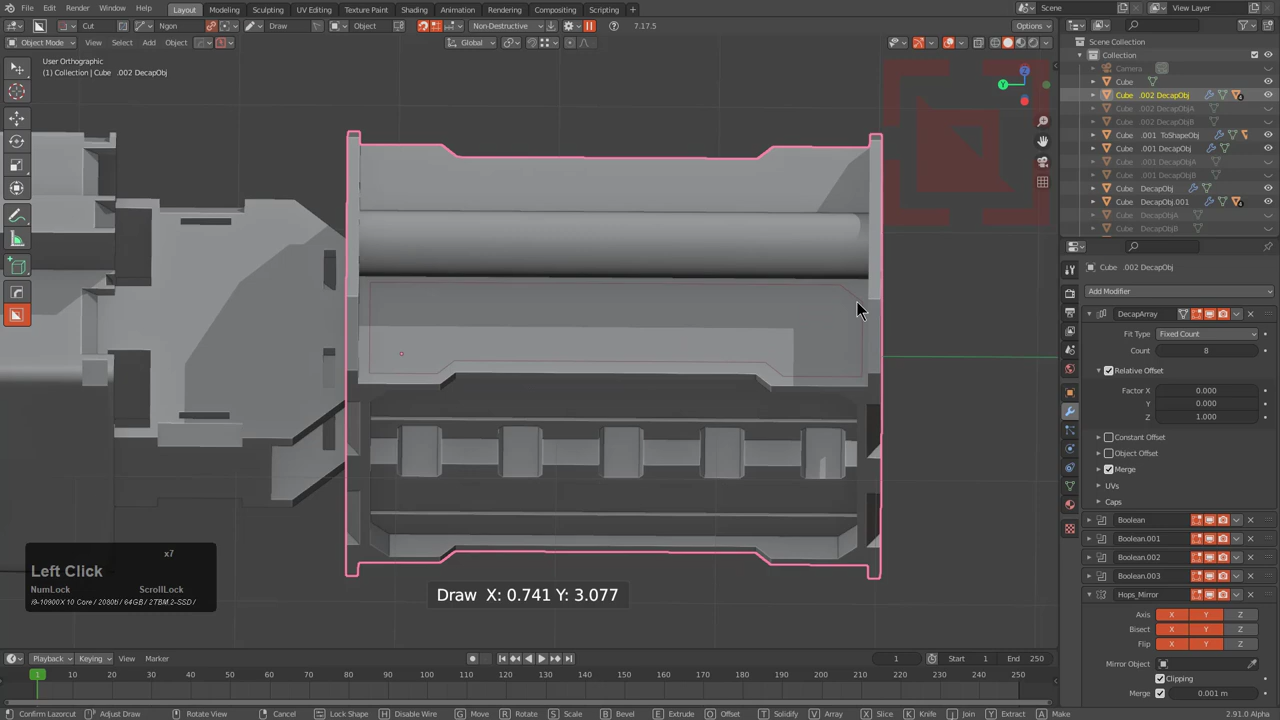 File Edit Render Window Help
Layout Modeling Sculpting UV Editing Texture Paint Shading Animation Rendering Compositing Scripting +
Scene View Layer
Cut Ngon Draw Object Non-Destructive 7.17.5 Options
Object Mode View Select Add Object Global
User Orthographic
(1) Collection | Cube .002 DecapObj
Z
Y
Scene Collection
Collection
Camera
Cube
Cube .002 DecapObj
Cube .002 DecapObjA
Cube .002 DecapObjB
Cube .001 ToShapeObj
Cube .001 DecapObj
Cube .001 DecapObjA
Cube .001 DecapObjB
Cube DecapObj
Cube DecapObj.001
Cube DecapObjA
Cube DecapObjB
Cube .002 DecapObj
Add Modifier
DecapArray
Fit Type Fixed Count
Count 8
Relative Offset
Factor X 0.000
Y 0.000
Z 1.000
Constant Offset
Object Offset
Merge
UVs
Caps
Boolean
Boolean.001
Boolean.002
Boolean.003
Hops_Mirror
Axis X Y Z
Bisect X Y Z
Flip X Y Z
Mirror Object
Clipping
Merge 0.001 m
x7
Left Click
NumLock ScrollLock
i9-10900X 10 Core / 2080ti / 64GB / 2TBM.2-SSD /
Draw X: 0.741 Y: 3.077
Playback Keying View Marker 1 Start 1 End 250
1 10 20 30 40 50 60 70 80 90 100 110 120 130 140 150 160 170 180 190 200 210 220 230 240 250
Confirm Lazorcut Adjust Draw Rotate View Cancel Lock Shape H Disable Wire G Move R Rotate S Scale B Bevel E Extrude O Offset T Solidify V Array X Slice K Knife J Join Y Extract A Make 2.91.0 Alpha